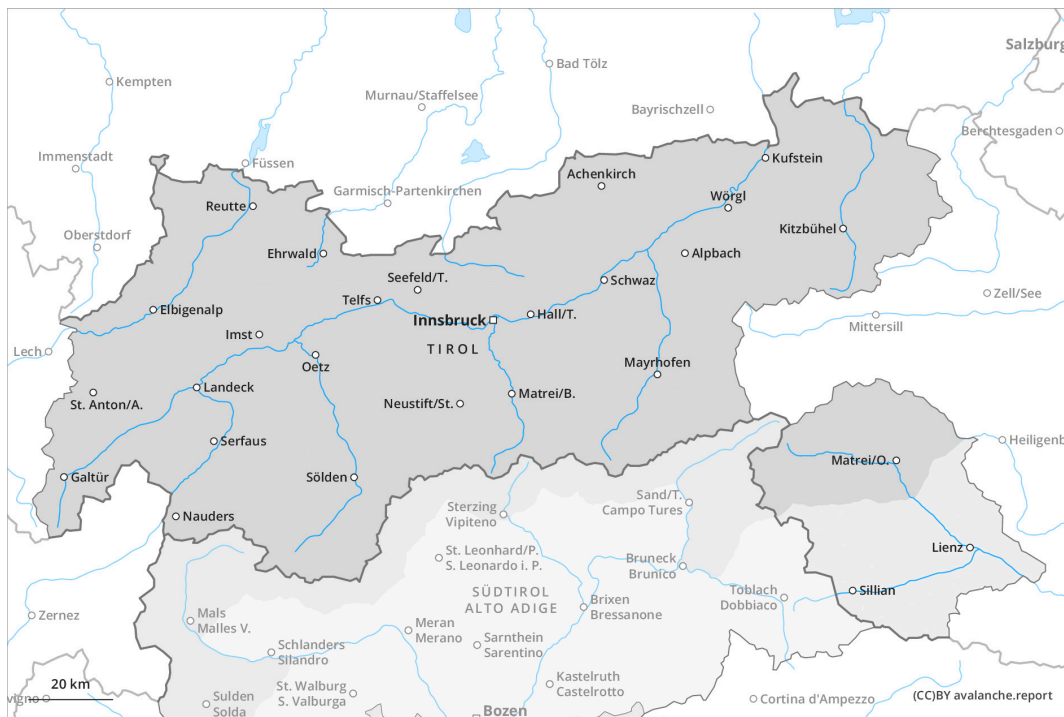 Salzburg
Kempten
Bad Tölz
Murnau/Staffelsee
Bayrischzell
Berchtesgaden
Immenstadt
Füssen
Kufstein
Achenkirch
Garmisch-Partenkirchen
Reutte
Wörgl
Oberstdorf
Kitzbühel
Ehrwald
Alpbach
Seefeld/T.
Schwaz
Zell/See
Telfs
Elbigenalp
Hall/T.
Innsbruck
Mittersill
Imst
TIROL
Lech
Oetz
Mayrhofen
Landeck
St. Anton/A.
Neustift/St.
Matrei/B.
Serfaus
Heiligenb
Matrei/O.
Galtür
Sölden
Sand/T.
Campo Tures
Sterzing
Vipiteno
Nauders
Lienz
St. Leonhard/P.
S. Leonardo i. P.
Bruneck
Brunico
SÜDTIROL
ALTO ADIGE
Sillian
Toblach
Dobbiaco
Brixen
Bressanone
Zernez
Mals
Malles V.
Meran
Merano
Sarnthein
Sarentino
Schlanders
Silandro
Kastelruth
Castelrotto
20 km
St. Walburg
S. Valburga
vigno
Sulden
Solda
Cortina d'Ampezzo
(CC)BY avalanche.report
Bozen